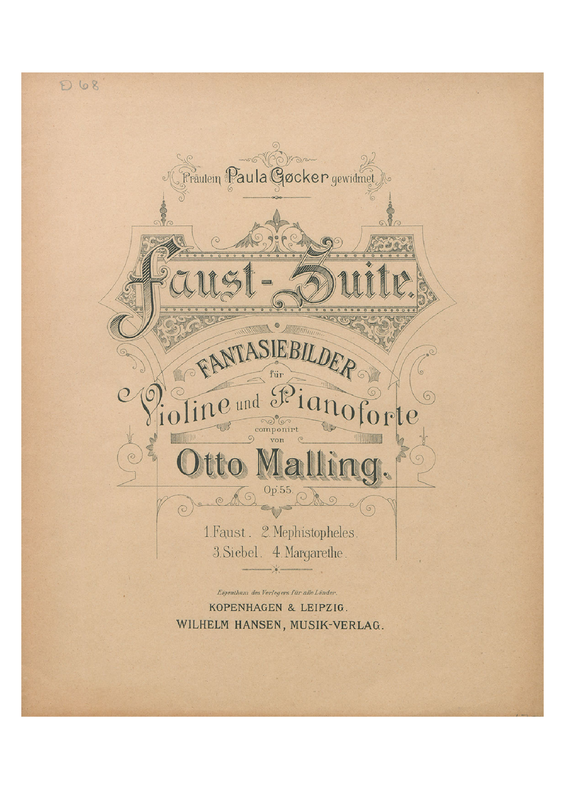 D 68
Fräulein Paula Gøcker gewidmet
Faust-Suite.
FANTASIEBILDER
für
Violine und Pianoforte
componirt
von
Otto Malling.
Op. 55.
1. Faust. 2. Mephistopheles.
3. Siebel. 4 Margarethe.
Eigenthum des Verlegers für alle Länder.
KOPENHAGEN & LEIPZIG.
WILHELM HANSEN, MUSIK-VERLAG.